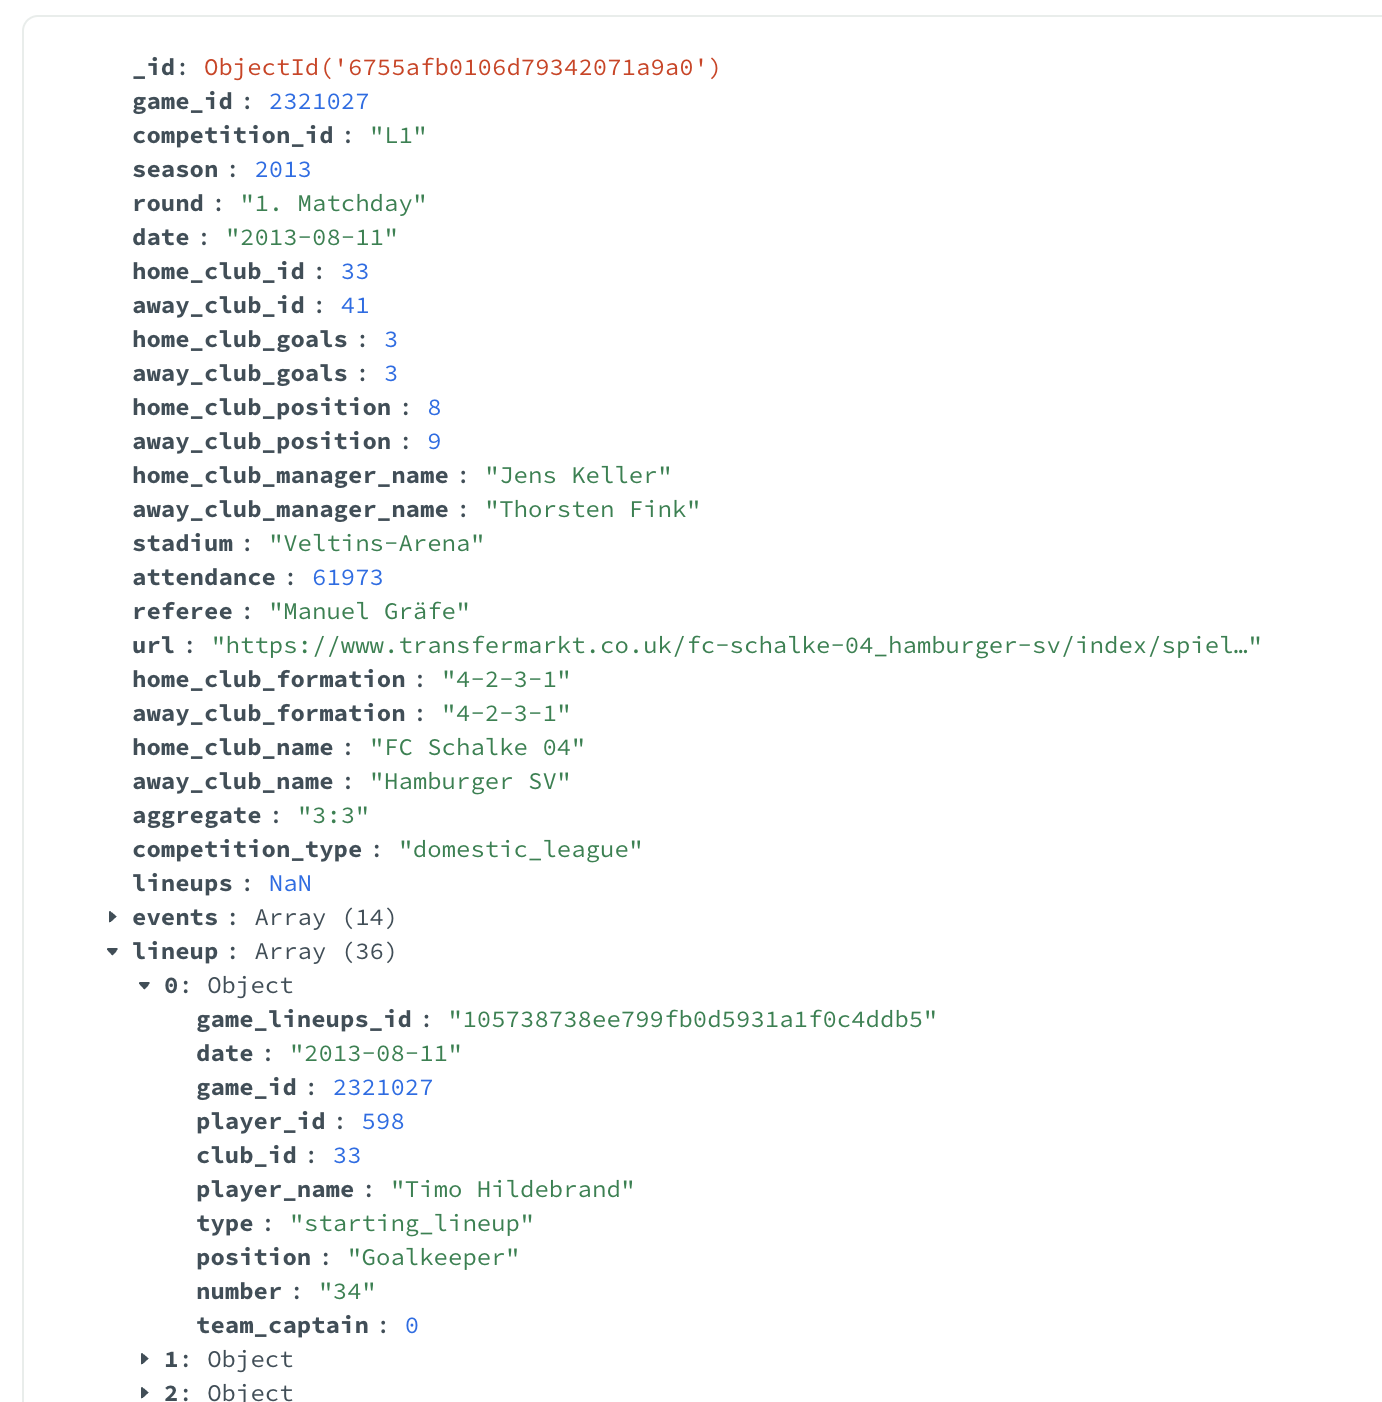 _id: ObjectId('6755afb0106d79342071a9a0')
game_id : 2321027
competition_id : "L1"
season : 2013
round : "1. Matchday"
date : "2013-08-11"
home_club_id : 33
away_club_id : 41
home_club_goals : 3
away_club_goals : 3
home_club_position : 8
away_club_position : 9
home_club_manager_name : "Jens Keller"
away_club_manager_name : "Thorsten Fink"
stadium : "Veltins-Arena"
attendance : 61973
referee : "Manuel Gräfe"
url : "https://www.transfermarkt.co.uk/fc-schalke-04_hamburger-sv/index/spiel…"
home_club_formation : "4-2-3-1"
away_club_formation : "4-2-3-1"
home_club_name : "FC Schalke 04"
away_club_name : "Hamburger SV"
aggregate : "3:3"
competition_type : "domestic_league"
lineups : NaN
events : Array (14)
lineup : Array (36)
0: Object
game_lineups_id : "105738738ee799fb0d5931a1f0c4ddb5"
date : "2013-08-11"
game_id : 2321027
player_id : 598
club_id : 33
player_name : "Timo Hildebrand"
type : "starting_lineup"
position : "Goalkeeper"
number : "34"
team_captain : 0
1: Object
2: Object